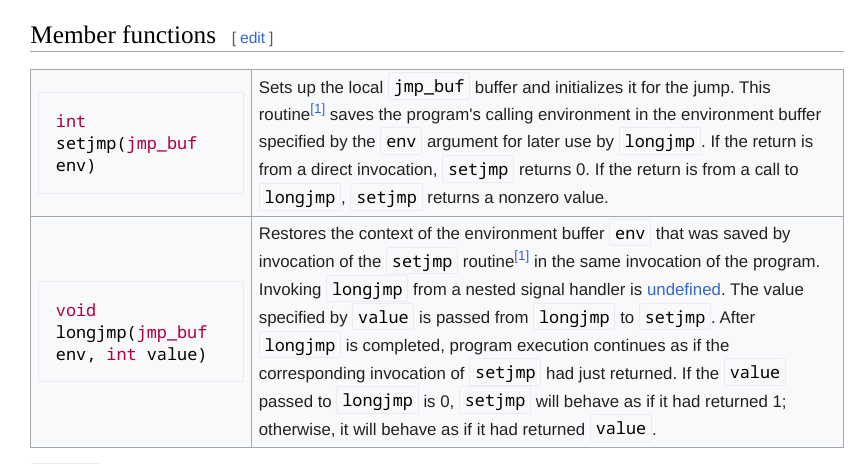 Member functions [ edit ]
int
setjmp(jmp_buf
env)
Sets up the local jmp_buf buffer and initializes it for the jump. This
routine[1] saves the program's calling environment in the environment buffer
specified by the env argument for later use by longjmp . If the return is
from a direct invocation, setjmp returns 0. If the return is from a call to
longjmp , setjmp returns a nonzero value.
void
longjmp(jmp_buf
env, int value)
Restores the context of the environment buffer env that was saved by
invocation of the setjmp routine[1] in the same invocation of the program.
Invoking longjmp from a nested signal handler is undefined. The value
specified by value is passed from longjmp to setjmp . After
longjmp is completed, program execution continues as if the
corresponding invocation of setjmp had just returned. If the value
passed to longjmp is 0, setjmp will behave as if it had returned 1;
otherwise, it will behave as if it had returned value .